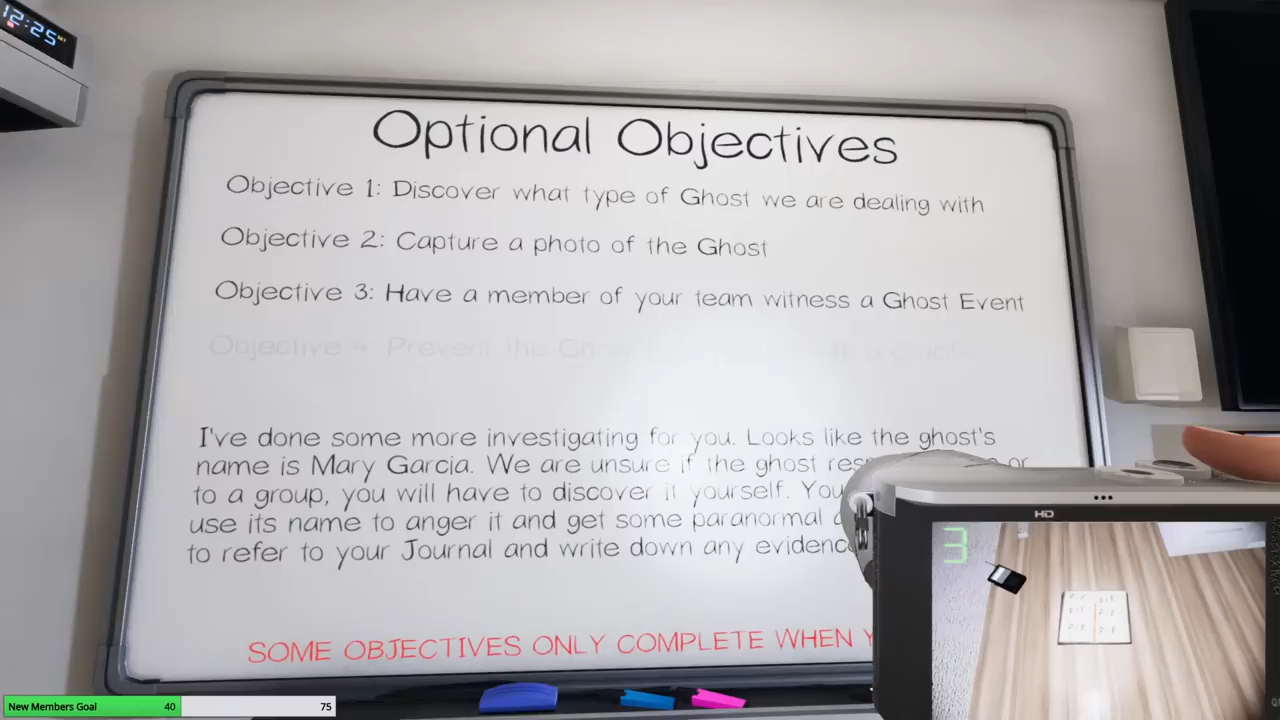 12:25
Optional Objectives
Objective 1: Discover what type of Ghost we are dealing with
Objective 2: Capture a photo of the Ghost
Objective 3: Have a member of your team witness a Ghost Event
Objective 4 Prevent the
I've done some more investigating for you. Looks like the ghost's
name is Mary Garcia. We are unsure if the ghost or
to a group, you will have to discover it yourself. You
use its name to anger it and get some paranormal
to refer to your Journal and write down any evidence
SOME OBJECTIVES ONLY COMPLETE WHEN
HD
3
New Members Goal 40 75